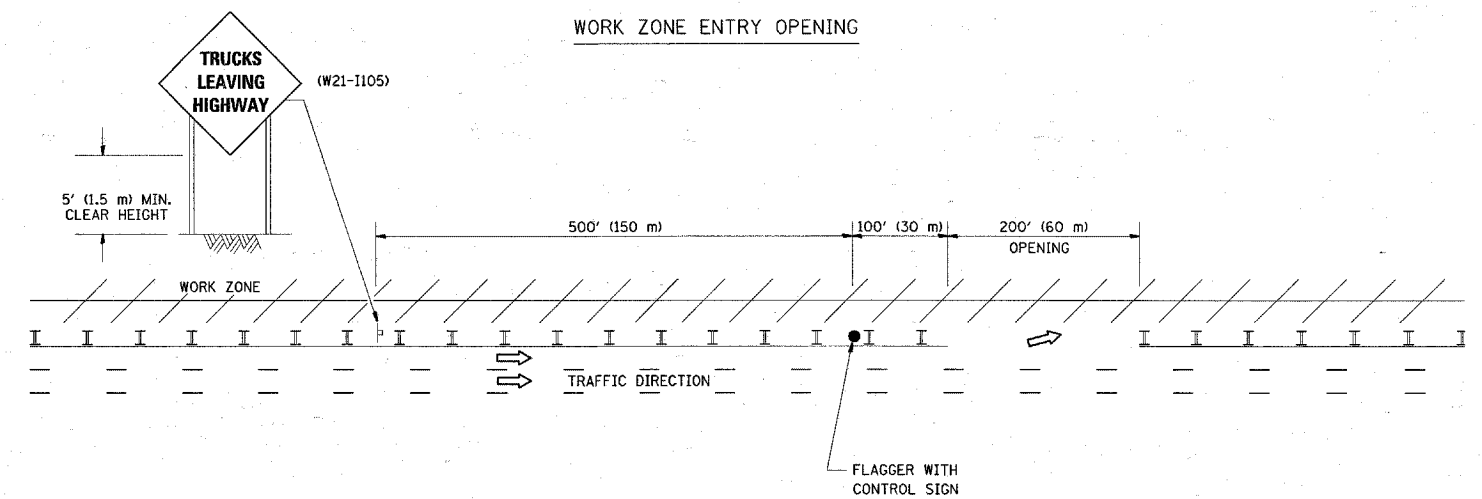 WORK ZONE ENTRY OPENING
TRUCKS
LEAVING
HIGHWAY
(W21-I105)
5' (1.5 m) MIN.
CLEAR HEIGHT
500' (150 m)
100' (30 m)
200' (60 m)
OPENING
WORK ZONE
TRAFFIC DIRECTION
FLAGGER WITH
CONTROL SIGN